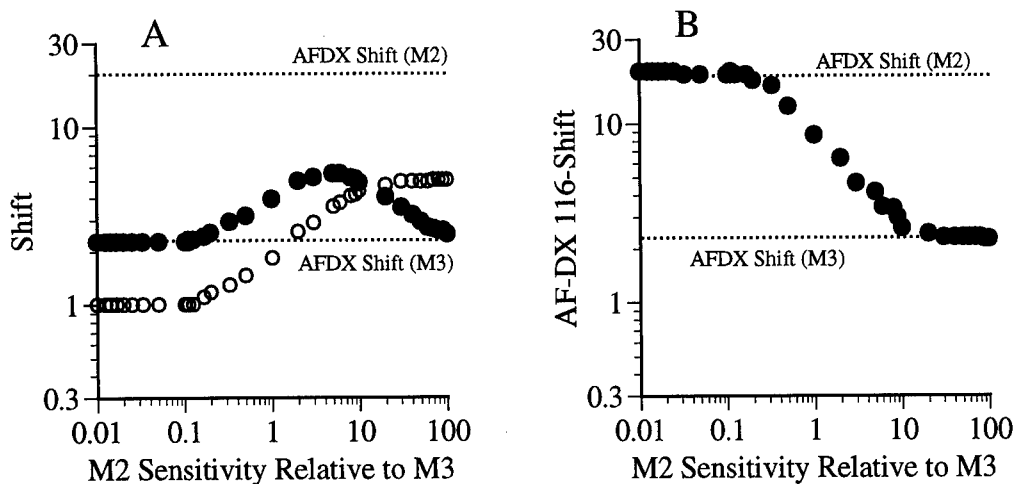 A
30
10
1
0.3
Shift
AFDX Shift (M2)
AFDX Shift (M3)
0.01 0.1 1 10 100
M2 Sensitivity Relative to M3
B
30
10
1
0.3
AF-DX 116-Shift
AFDX Shift (M2)
AFDX Shift (M3)
0.01 0.1 1 10 100
M2 Sensitivity Relative to M3